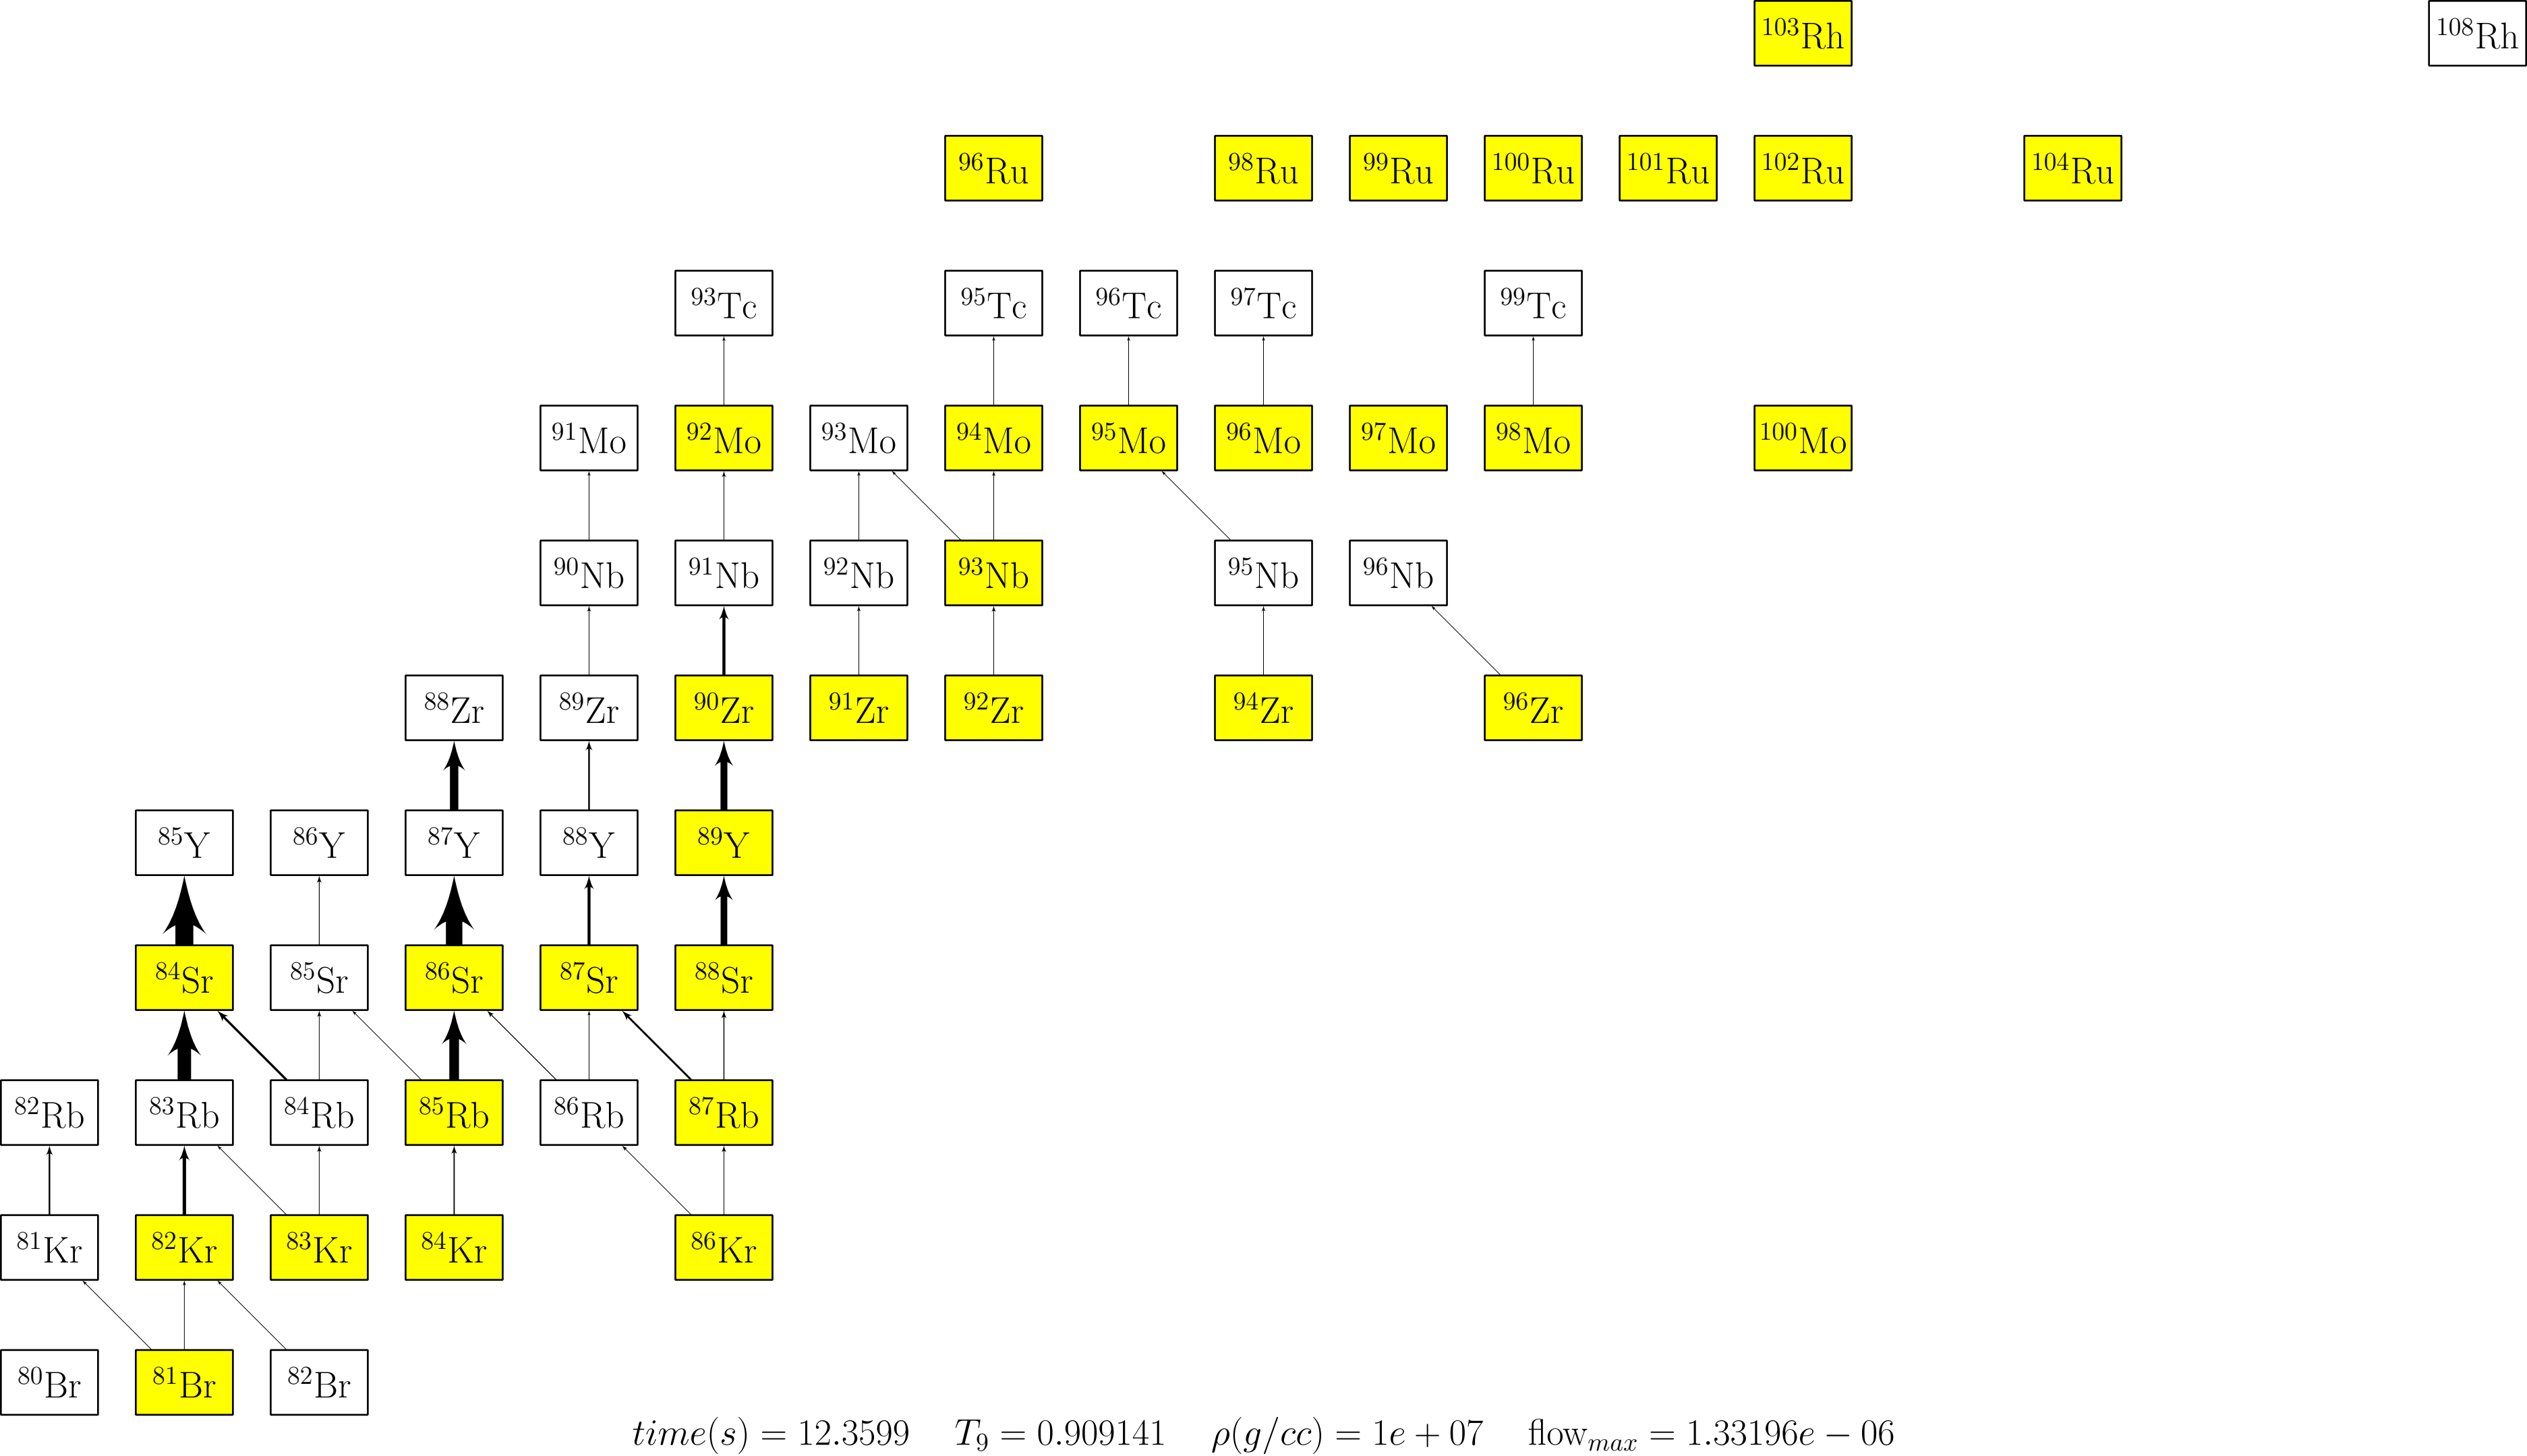 103Rh 108Rh
96Ru 98Ru 99Ru 100Ru 101Ru 102Ru 104Ru
93Tc 95Tc 96Tc 97Tc 99Tc
91Mo 92Mo 93Mo 94Mo 95Mo 96Mo 97Mo 98Mo 100Mo
90Nb 91Nb 92Nb 93Nb 95Nb 96Nb
88Zr 89Zr 90Zr 91Zr 92Zr 94Zr 96Zr
85Y 86Y 87Y 88Y 89Y
84Sr 85Sr 86Sr 87Sr 88Sr
82Rb 83Rb 84Rb 85Rb 86Rb 87Rb
81Kr 82Kr 83Kr 84Kr 86Kr
80Br 81Br 82Br
time(s) = 12.3599 T9 = 0.909141 ρ(g/cc) = 1e + 07 flowmax = 1.33196e − 06